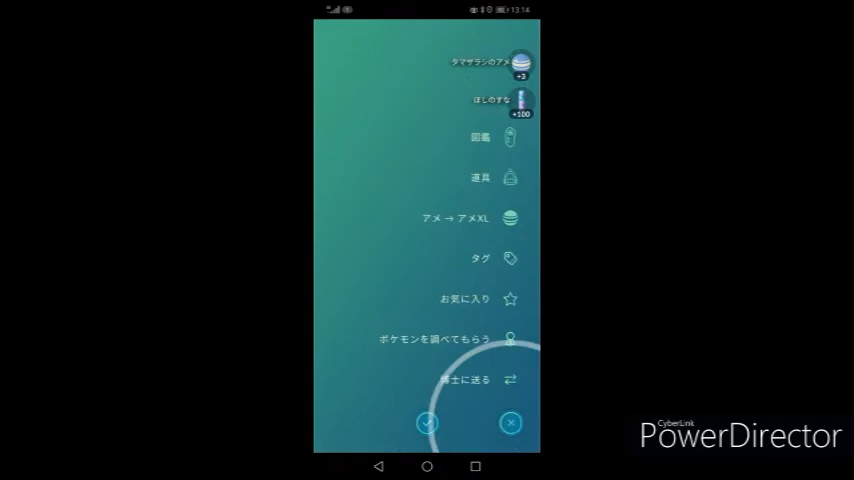 13:14
タマザラシのアメ
+3
ほしのすな
+100
図鑑
道具
アメ → アメXL
タグ
お気に入り
ポケモンを調べてもらう
博士に送る
CyberLink
PowerDirector